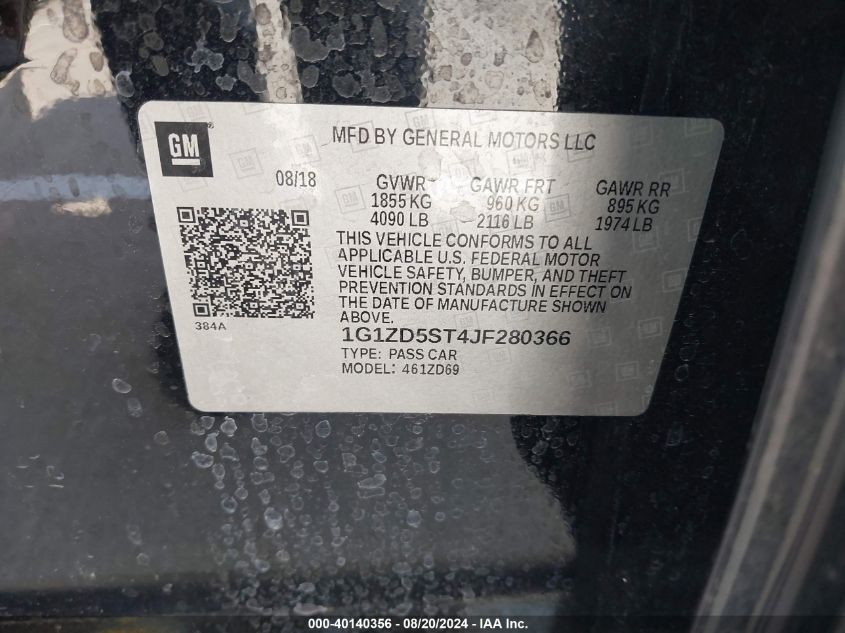 GM
MFD BY GENERAL MOTORS LLC
08/18 GVWR GAWR FRT GAWR RR
1855 KG 960 KG 895 KG
4090 LB 2116 LB 1974 LB
THIS VEHICLE CONFORMS TO ALL
APPLICABLE U.S. FEDERAL MOTOR
VEHICLE SAFETY, BUMPER, AND THEFT
PREVENTION STANDARDS IN EFFECT ON
THE DATE OF MANUFACTURE SHOWN
ABOVE.
384A
1G1ZD5ST4JF280366
TYPE: PASS CAR
MODEL: 461ZD69
000-40140356 - 08/20/2024 - IAA Inc.